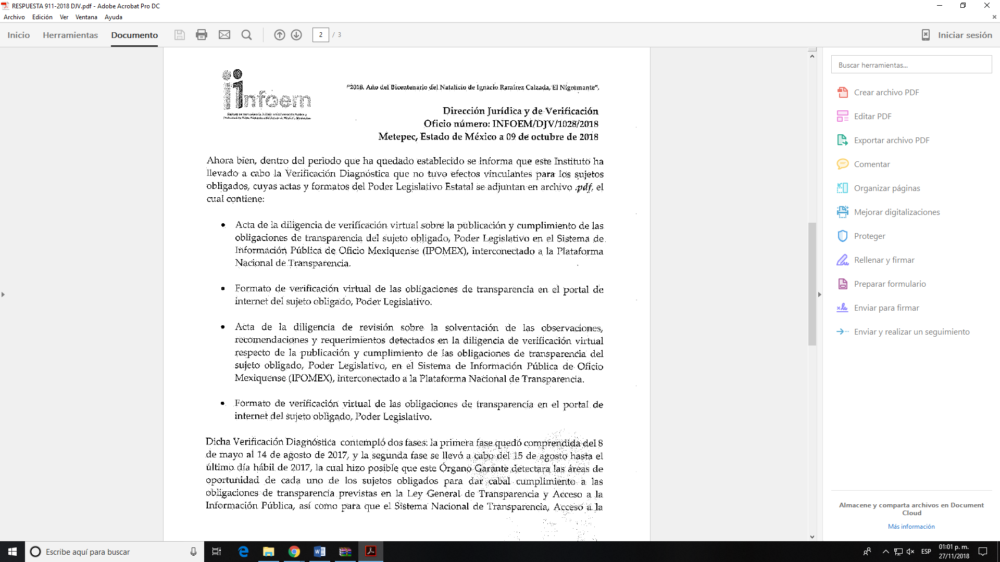 RESPUESTA 911-2018 DJV.pdf - Adobe Acrobat Pro DC
Archivo Edición Ver Ventana Ayuda
Inicio Herramientas Documento 2 / 3 Iniciar sesión
infoem
"2018. Año del Bicentenario del Natalicio de Ignacio Ramírez Calzada, El Nigromante".
Dirección Jurídica y de Verificación
Oficio número: INFOEM/DJV/1028/2018
Metepec, Estado de México a 09 de octubre de 2018
Ahora bien, dentro del periodo que ha quedado establecido se informa que este Instituto ha
llevado a cabo la Verificación Diagnóstica que no tuvo efectos vinculantes para los sujetos
obligados, cuyas actas y formatos del Poder Legislativo Estatal se adjuntan en archivo .pdf, el
cual contiene:
• Acta de la diligencia de verificación virtual sobre la publicación y cumplimiento de las
obligaciones de transparencia del sujeto obligado, Poder Legislativo en el Sistema de
Información Pública de Oficio Mexiquense (IPOMEX), interconectado a la Plataforma
Nacional de Transparencia.
• Formato de verificación virtual de las obligaciones de transparencia en el portal de
internet del sujeto obligado, Poder Legislativo.
• Acta de la diligencia de revisión sobre la solventación de las observaciones,
recomendaciones y requerimientos detectados en la diligencia de verificación virtual
respecto de la publicación y cumplimiento de las obligaciones de transparencia del
sujeto obligado, Poder Legislativo, en el Sistema de Información Pública de Oficio
Mexiquense (IPOMEX), interconectado a la Plataforma Nacional de Transparencia.
• Formato de verificación virtual de las obligaciones de transparencia en el portal de
internet del sujeto obligado, Poder Legislativo.
Dicha Verificación Diagnóstica contempló dos fases: la primera fase quedó comprendida del 8
de mayo al 14 de agosto de 2017, y la segunda fase se llevó a cabo del 15 de agosto hasta el
último día hábil de 2017, la cual hizo posible que este Órgano Garante detectara las áreas de
oportunidad de cada uno de los sujetos obligados para dar cabal cumplimiento a las
obligaciones de transparencia previstas en la Ley General de Transparencia y Acceso a la
Información Pública, así como para que el Sistema Nacional de Transparencia, Acceso a la
Buscar herramientas...
Crear archivo PDF
Editar PDF
Exportar archivo PDF
Comentar
Organizar páginas
Mejorar digitalizaciones
Proteger
Rellenar y firmar
Preparar formulario
Enviar para firmar
Enviar y realizar un seguimiento
Almacene y comparta archivos en Document
Cloud
Más información
Escribe aquí para buscar
ESP
01:01 p. m.
27/11/2018